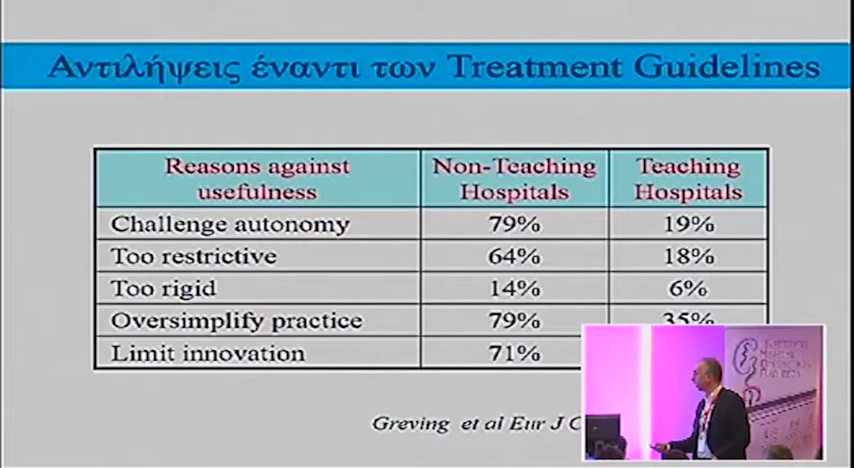 Αντιλήψεις έναντι των Treatment Guidelines
Reasons against usefulness Non-Teaching Hospitals Teaching Hospitals
Challenge autonomy 79% 19%
Too restrictive 64% 18%
Too rigid 14% 6%
Oversimplify practice 79% 35%
Limit innovation 71%
Greving et al Eur J C